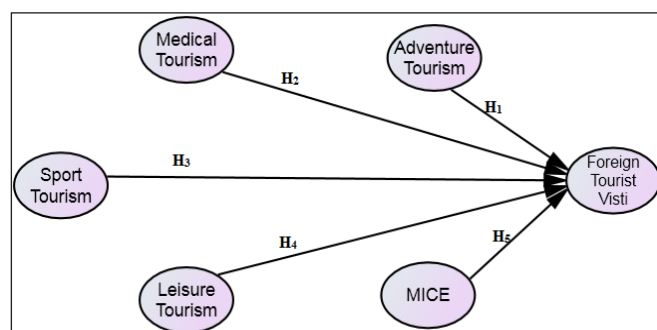 Medical
Tourism
Adventure
Tourism
H2
H1
H3
Sport
Tourism
Foreign
Tourist
Visti
H4
H5
Leisure
Tourism
MICE